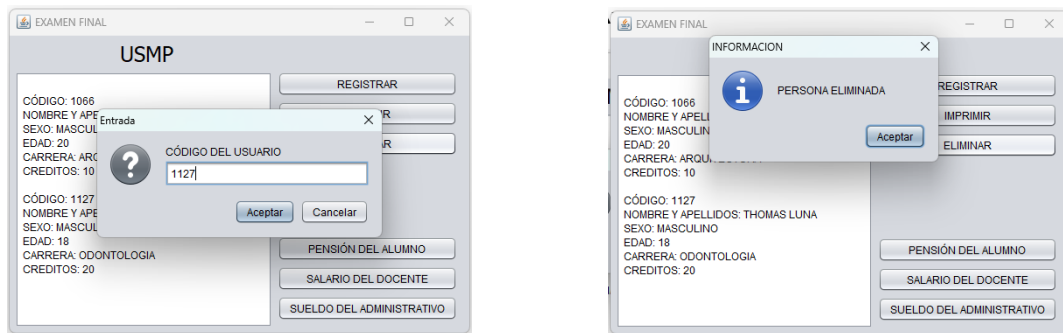 EXAMEN FINAL
USMP
CÓDIGO: 1066
NOMBRE Y APE
SEXO: MASCUL
EDAD: 20
CARRERA: ARQ
CREDITOS: 10
CÓDIGO: 1127
NOMBRE Y APE
SEXO: MASCUL
EDAD: 18
CARRERA: ODONTOLOGIA
CREDITOS: 20
REGISTRAR
Entrada
CÓDIGO DEL USUARIO
1127
Aceptar Cancelar
PENSIÓN DEL ALUMNO
SALARIO DEL DOCENTE
SUELDO DEL ADMINISTRATIVO
EXAMEN FINAL
INFORMACION
PERSONA ELIMINADA
Aceptar
CÓDIGO: 1066
NOMBRE Y APELL
SEXO: MASCULIN
EDAD: 20
CARRERA:
CREDITOS: 10
CÓDIGO: 1127
NOMBRE Y APELLIDOS: THOMAS LUNA
SEXO: MASCULINO
EDAD: 18
CARRERA: ODONTOLOGIA
CREDITOS: 20
REGISTRAR
IMPRIMIR
ELIMINAR
PENSIÓN DEL ALUMNO
SALARIO DEL DOCENTE
SUELDO DEL ADMINISTRATIVO